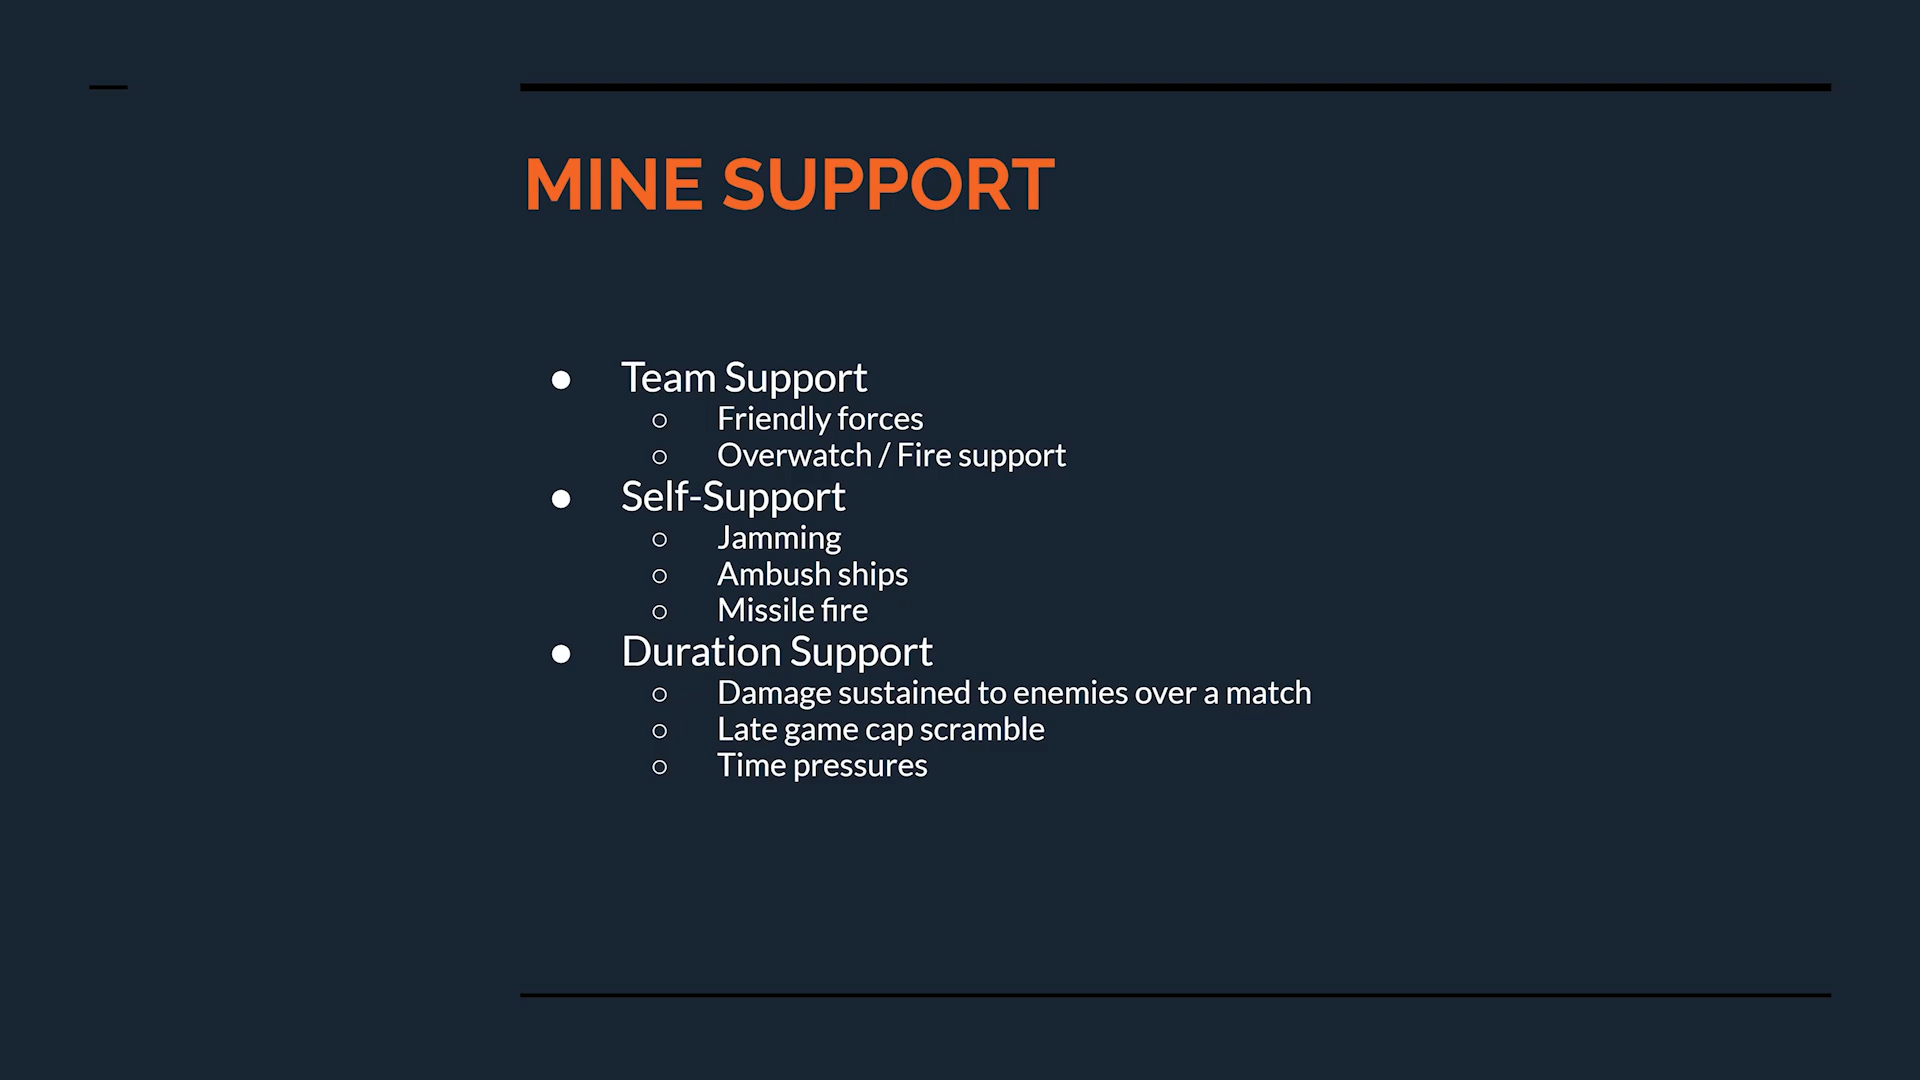 MINE SUPPORT
● Team Support
○ Friendly forces
○ Overwatch / Fire support
● Self-Support
○ Jamming
○ Ambush ships
○ Missile fire
● Duration Support
○ Damage sustained to enemies over a match
○ Late game cap scramble
○ Time pressures